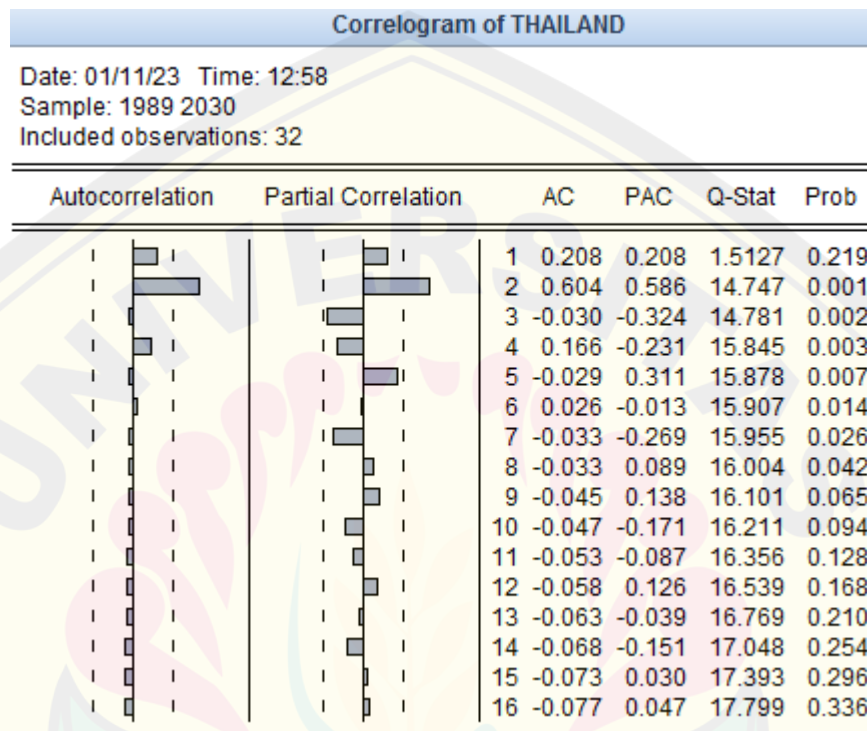 Correlogram of THAILAND
Date: 01/11/23 Time: 12:58
Sample: 1989 2030
Included observations: 32
Autocorrelation Partial Correlation AC PAC Q-Stat Prob
1 0.208 0.208 1.5127 0.219
2 0.604 0.586 14.747 0.001
3 -0.030 -0.324 14.781 0.002
4 0.166 -0.231 15.845 0.003
5 -0.029 0.311 15.878 0.007
6 0.026 -0.013 15.907 0.014
7 -0.033 -0.269 15.955 0.026
8 -0.033 0.089 16.004 0.042
9 -0.045 0.138 16.101 0.065
10 -0.047 -0.171 16.211 0.094
11 -0.053 -0.087 16.356 0.128
12 -0.058 0.126 16.539 0.168
13 -0.063 -0.039 16.769 0.210
14 -0.068 -0.151 17.048 0.254
15 -0.073 0.030 17.393 0.296
16 -0.077 0.047 17.799 0.336
UNIVERSITAS